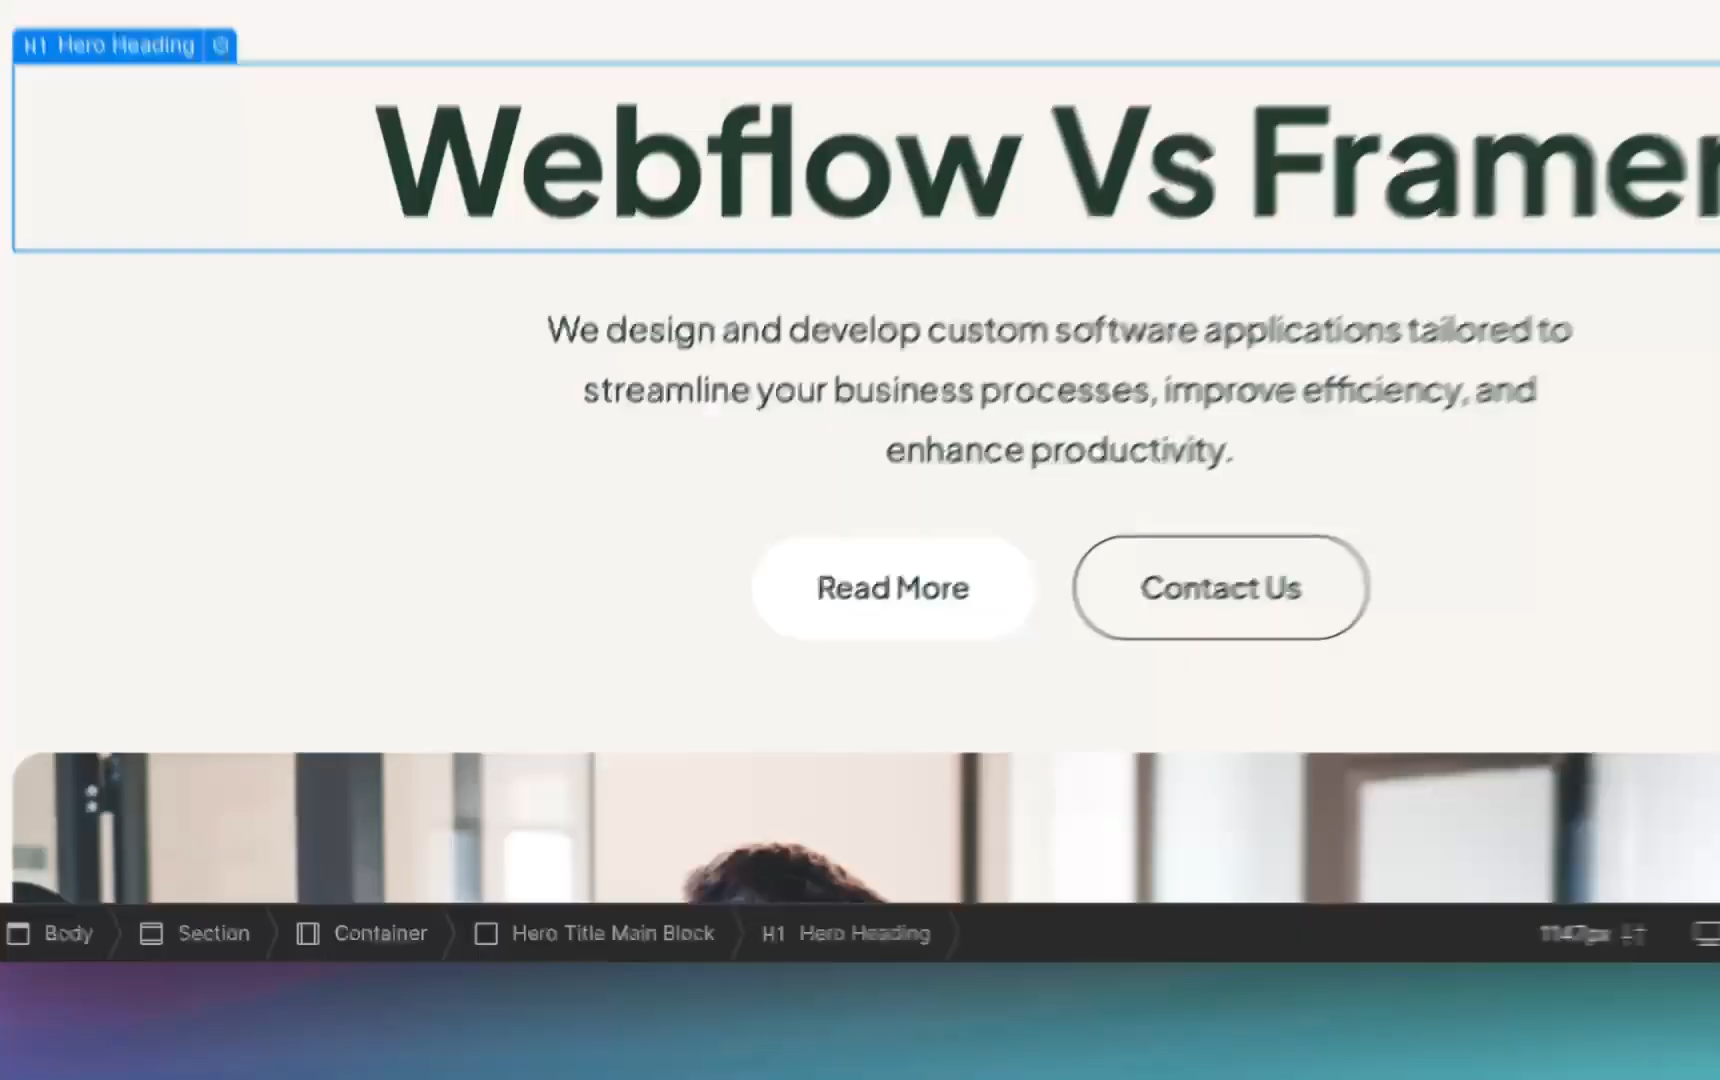 H1 Hero Heading
Webflow Vs Framer
We design and develop custom software applications tailored to
streamline your business processes, improve efficiency, and
enhance productivity.
Read More
Contact Us
Body
Section
Container
Hero Title Main Block
H1 Hero Heading
1147px